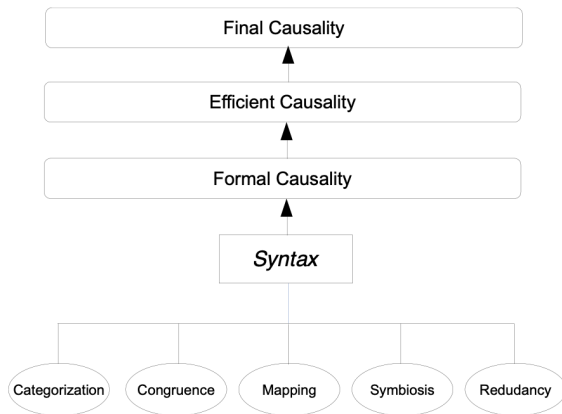 Final Causality
Efficient Causality
Formal Causality
Syntax
Categorization Congruence Mapping Symbiosis Redudancy